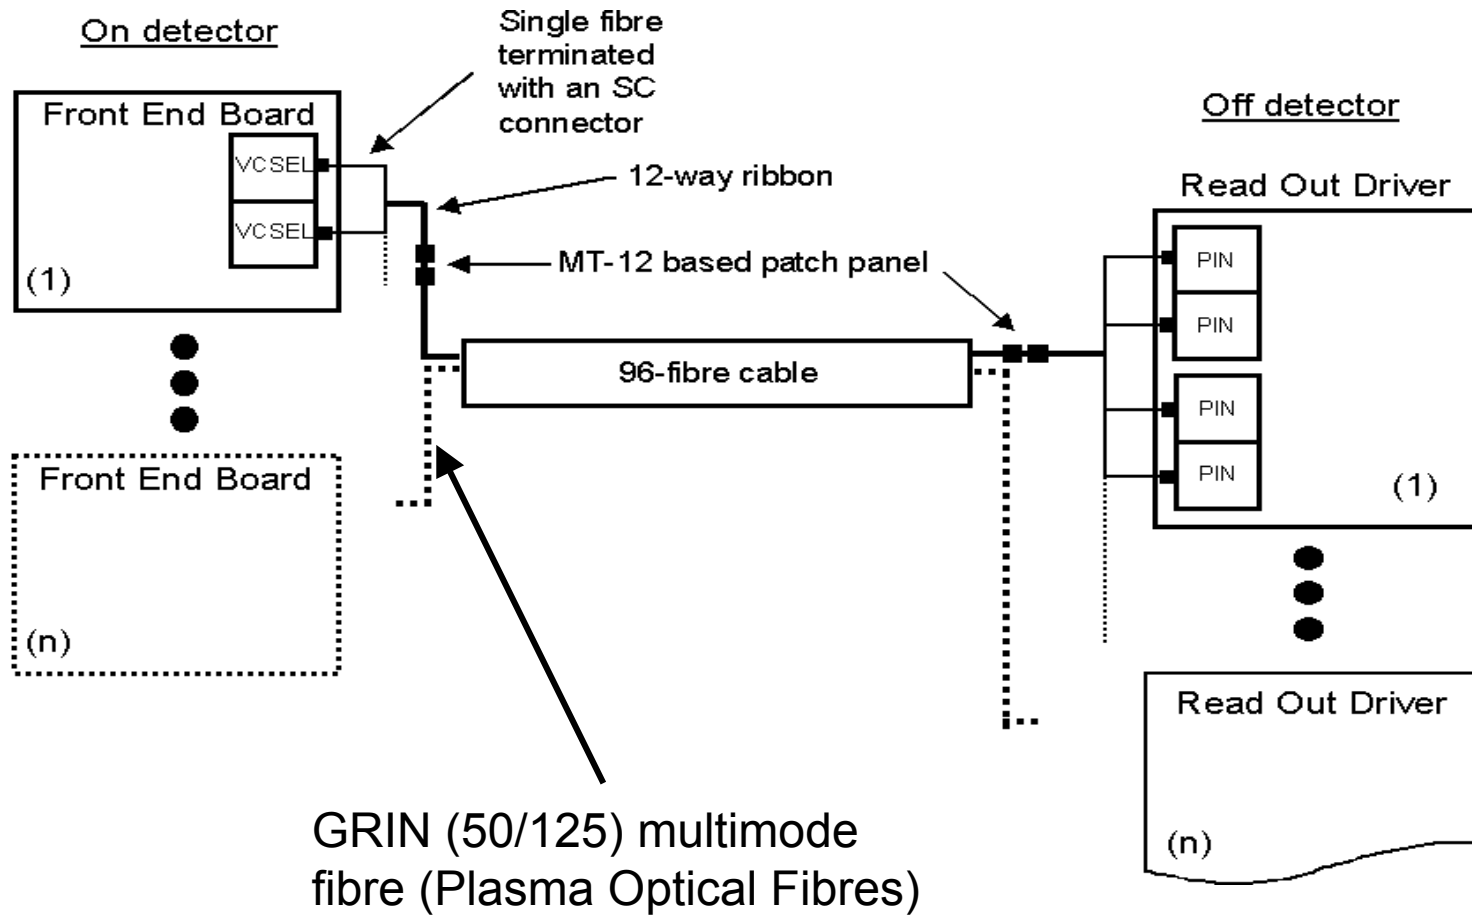 On detector
Single fibre
terminated
with an SC
connector
Front End Board
VCSEL
VCSEL
(1)
12-way ribbon
MT-12 based patch panel
Off detector
Read Out Driver
PIN
PIN
PIN
PIN
(1)
96-fibre cable
Front End Board
(n)
Read Out Driver
(n)
GRIN (50/125) multimode
fibre (Plasma Optical Fibres)